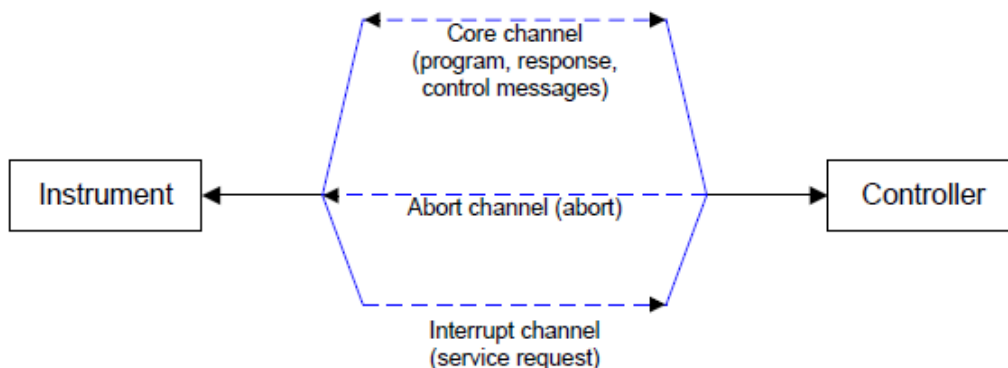 Core channel
(program, response,
control messages)
Instrument
Abort channel (abort)
Controller
Interrupt channel
(service request)